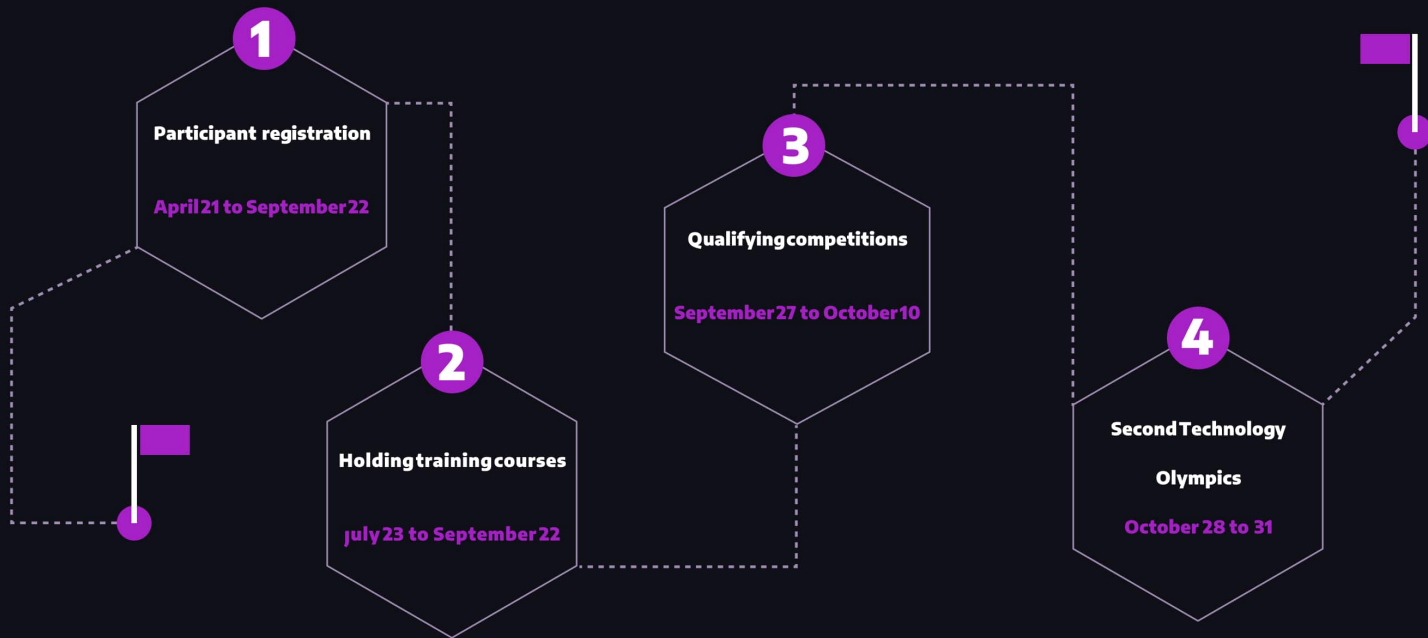 1
Participant registration
April 21 to September 22
2
Holding training courses
july 23 to September 22
3
Qualifying competitions
September 27 to October 10
4
Second Technology
Olympics
October 28 to 31